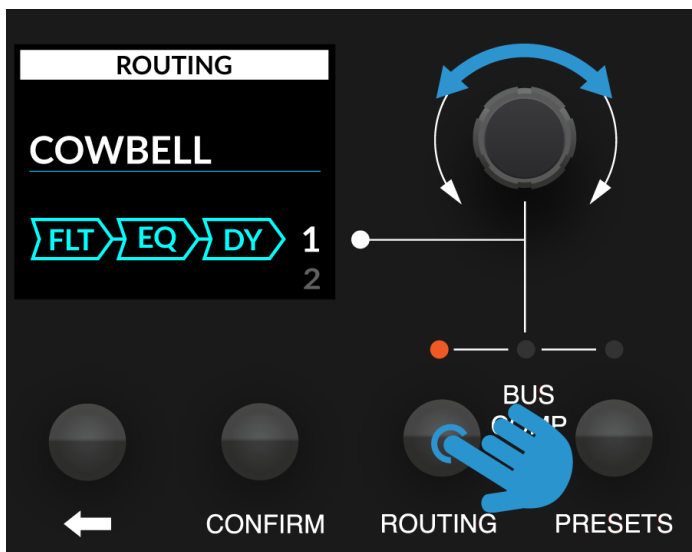 ROUTING
COWBELL
FLT EQ DY 1
2
BUS
CONFIRM ROUTING PRESETS